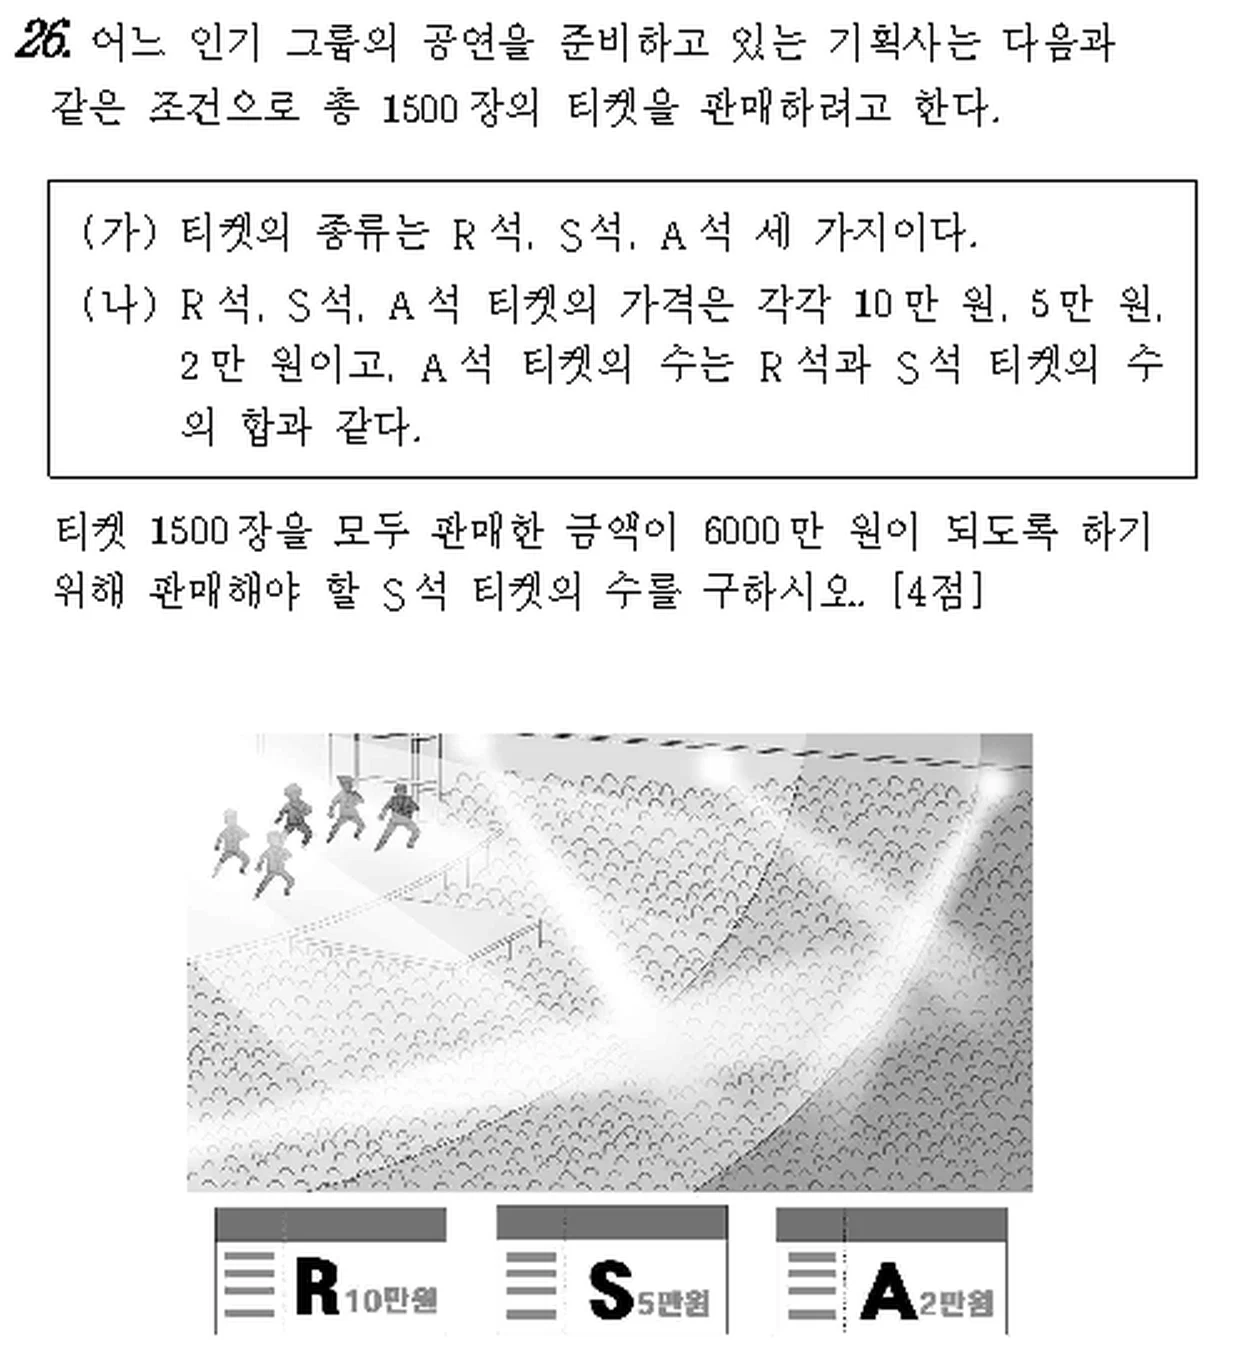 26. 어느 인기 그룹의 공연을 준비하고 있는 기획사는 다음과
같은 조건으로 총 1500장의 티켓을 판매하려고 한다.
(가) 티켓의 종류는 R석, S석, A석 세 가지이다.
(나) R석, S석, A석 티켓의 가격은 각각 10만 원, 5만 원,
2만 원이고, A석 티켓의 수는 R석과 S석 티켓의 수
의 합과 같다.
티켓 1500장을 모두 판매한 금액이 6000만 원이 되도록 하기
위해 판매해야 할 S석 티켓의 수를 구하시오.. [4점]
R 10만원
S 5만원
A 2만원